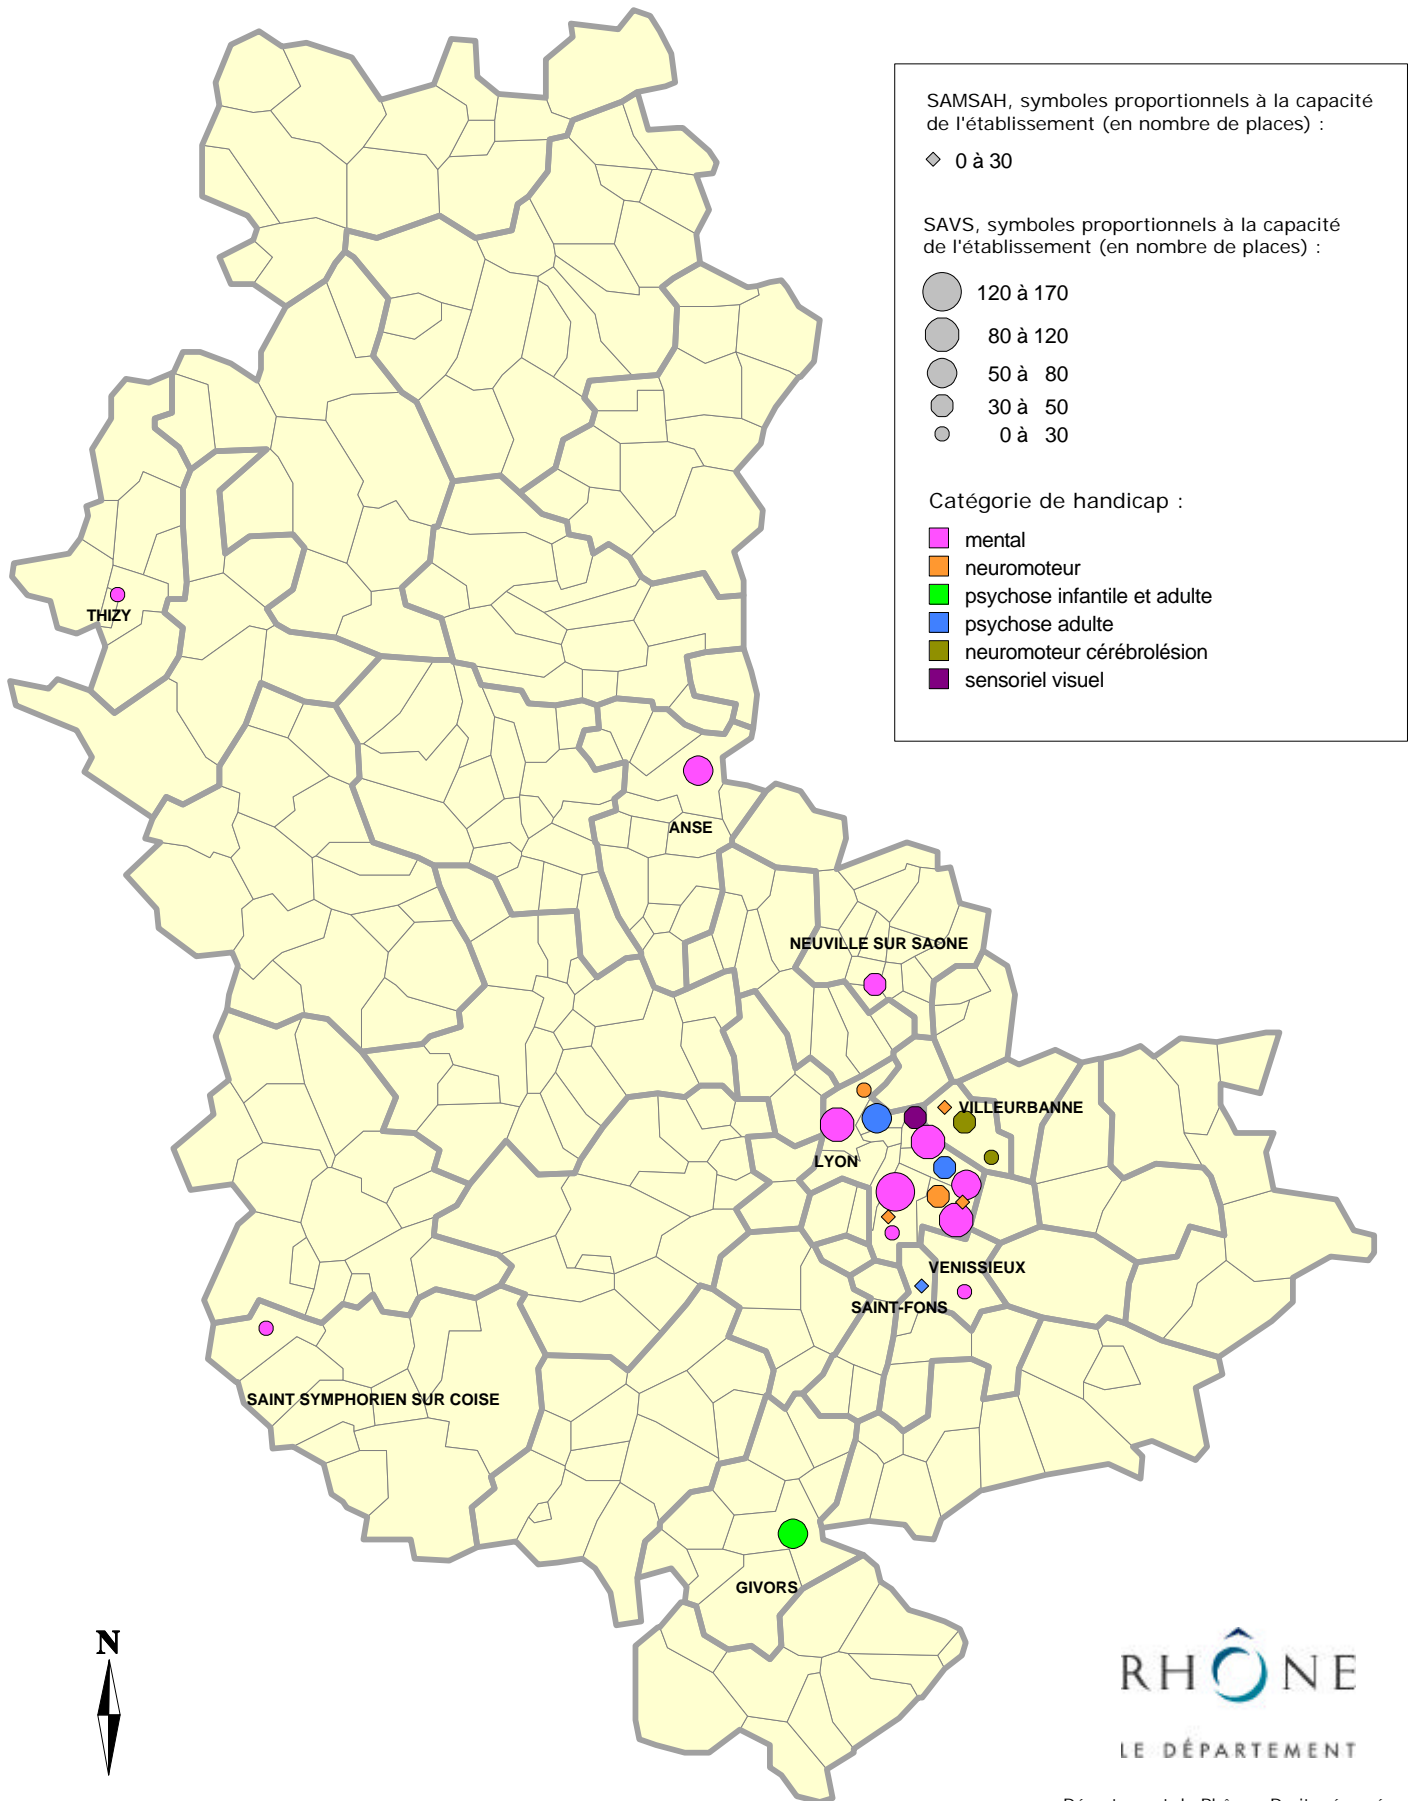 SAMSAH, symboles proportionnels à la capacité
de l'établissement (en nombre de places) :
0 à 30
SAVS, symboles proportionnels à la capacité
de l'établissement (en nombre de places) :
120 à 170
80 à 120
50 à 80
30 à 50
0 à 30
Catégorie de handicap :
mental
neuromoteur
psychose infantile et adulte
psychose adulte
neuromoteur cérébrolésion
sensoriel visuel
THIZY
ANSE
NEUVILLE SUR SAONE
VILLEURBANNE
LYON
VENISSIEUX
SAINT-FONS
SAINT SYMPHORIEN SUR COISE
GIVORS
N
RHÔNE
LE DÉPARTEMENT